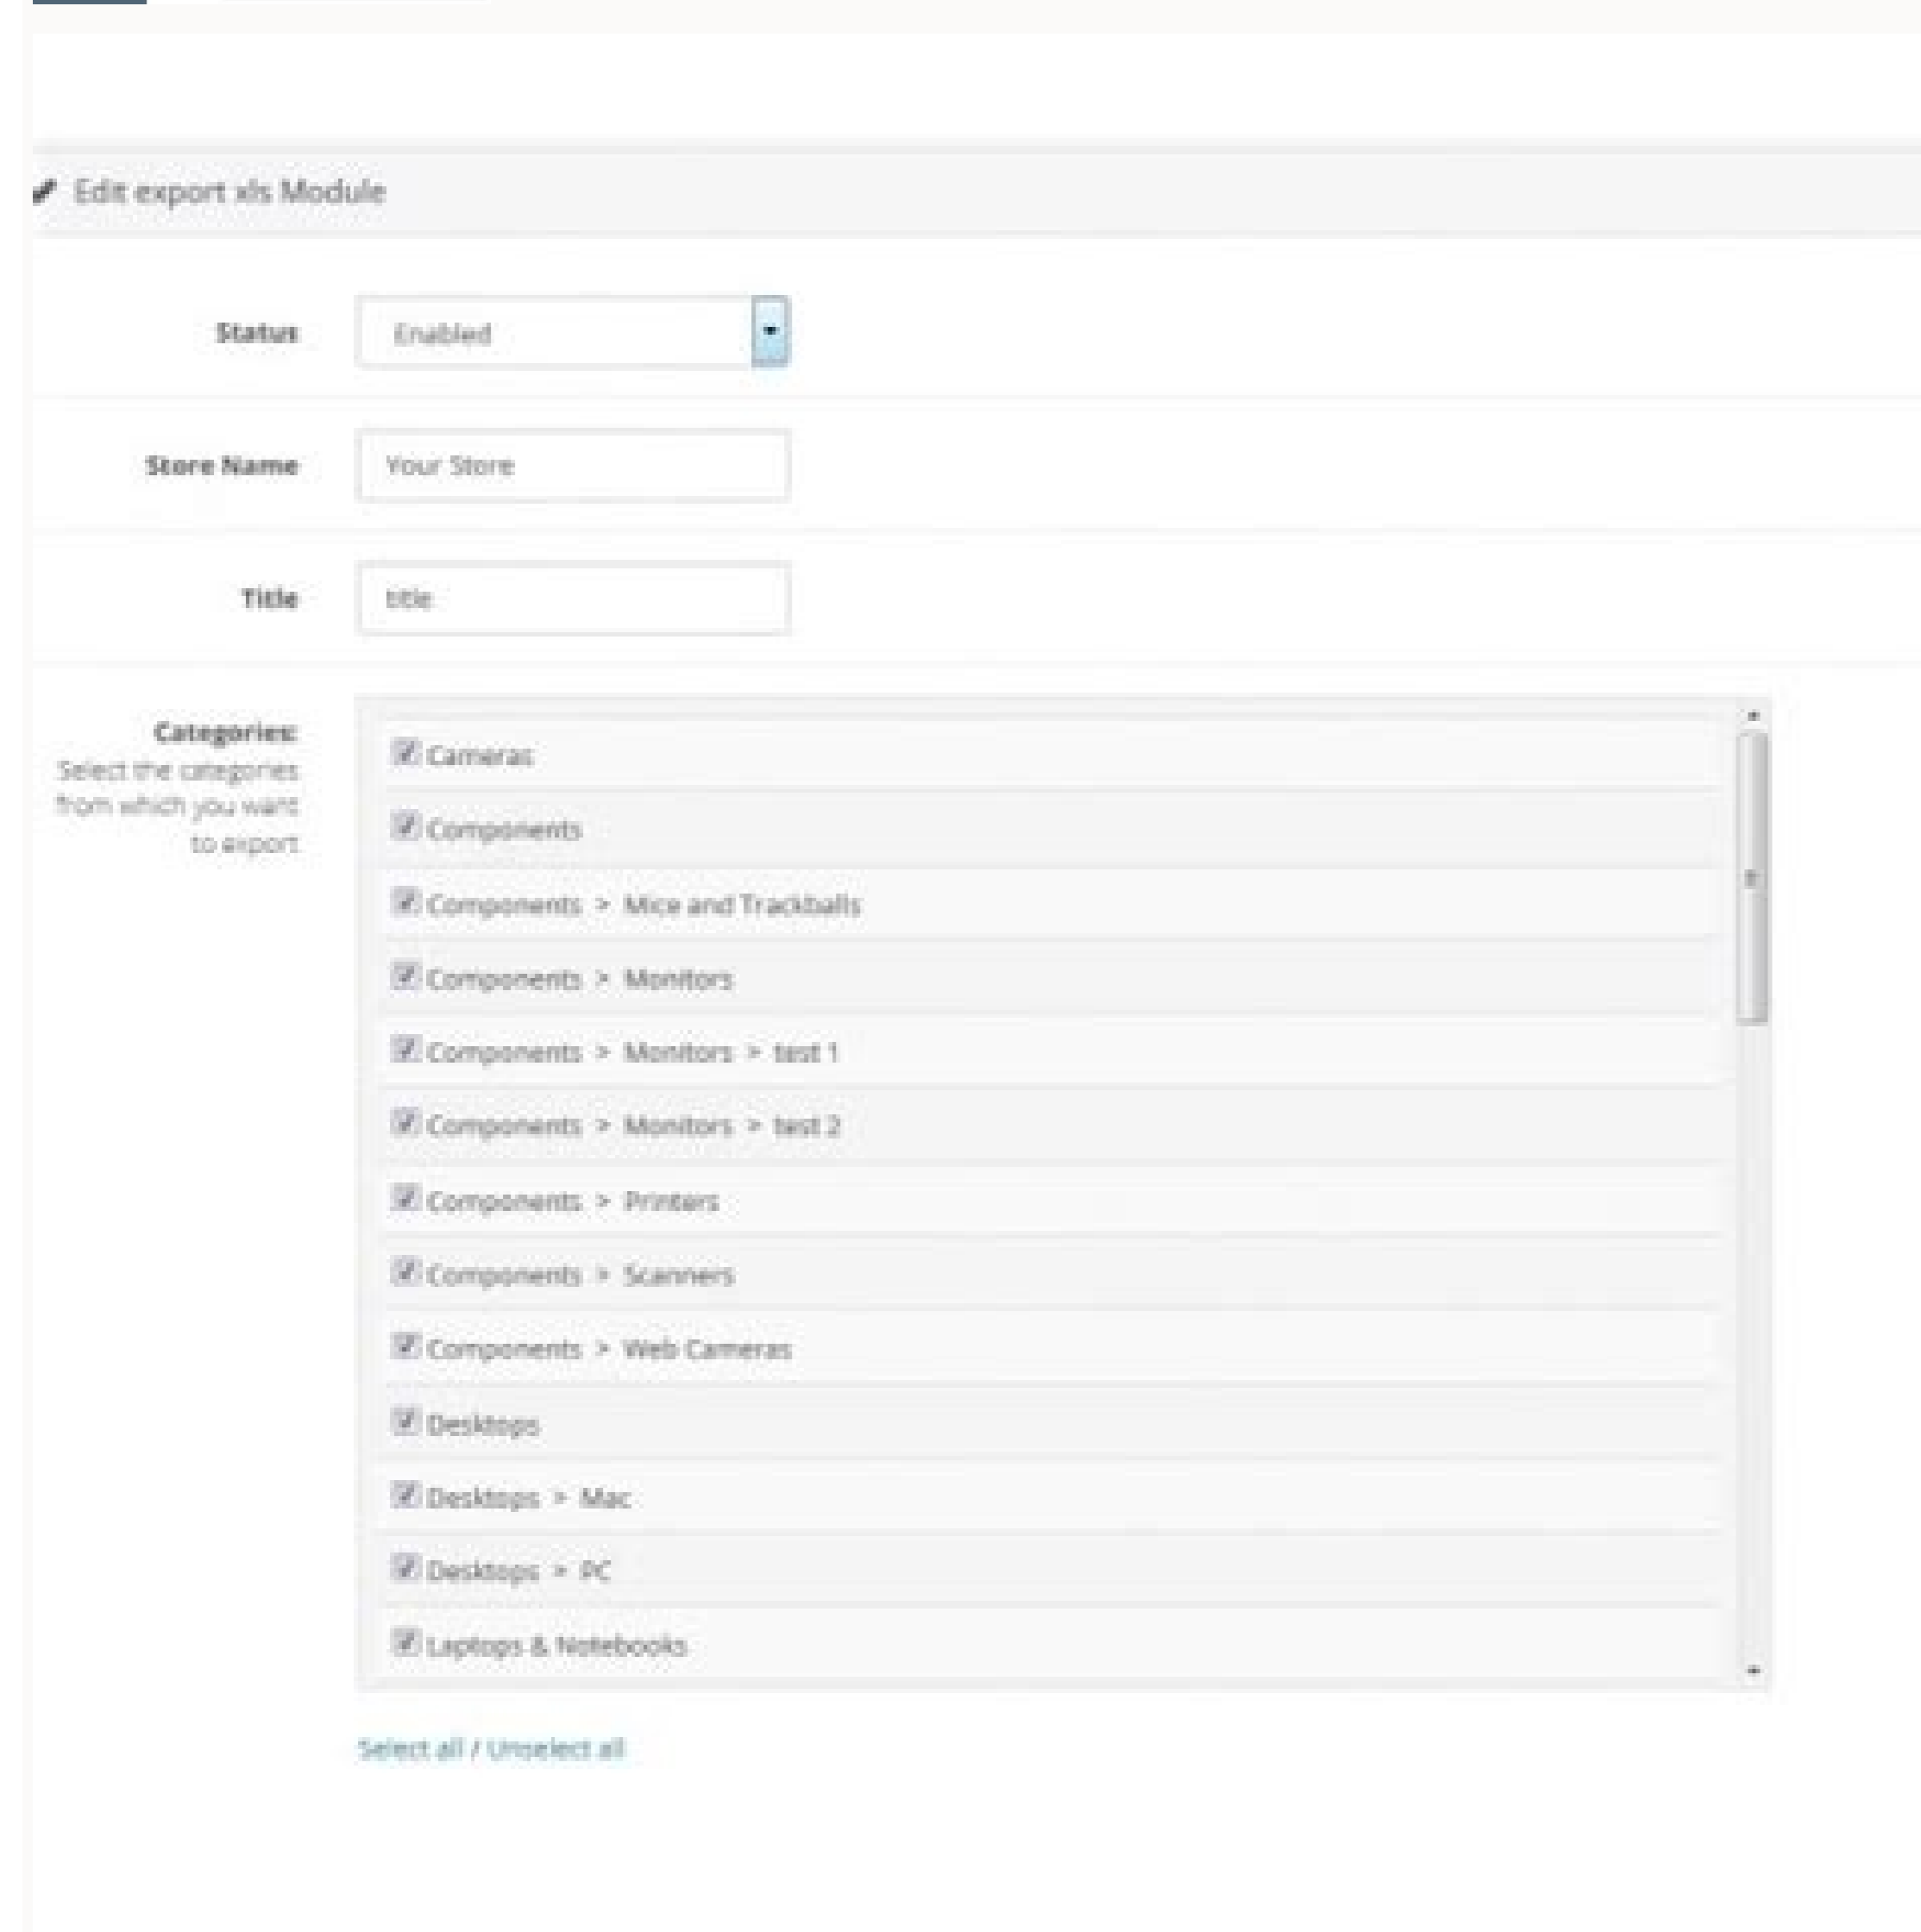 Edit export xls Module
Status
Enabled
Store Name
Your Store
Title
title
Categories:
Select the categories
from which you want
to export
Cameras
Components
Components > Mice and Trackballs
Components > Monitors
Components > Monitors > test 1
Components > Monitors > test 2
Components > Printers
Components > Scanners
Components > Web Cameras
Desktops
Desktops > Mac
Desktops > PC
Laptops & Notebooks
Select all / Unselect all